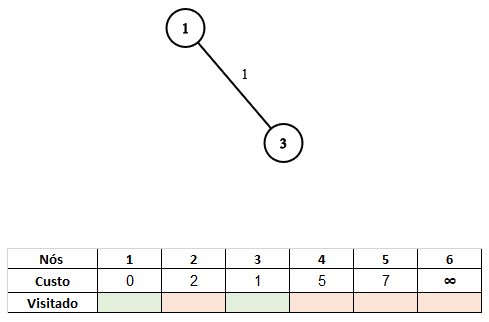 1
1
3
Nós 1 2 3 4 5 6
Custo 0 2 1 5 7 ∞
Visitado